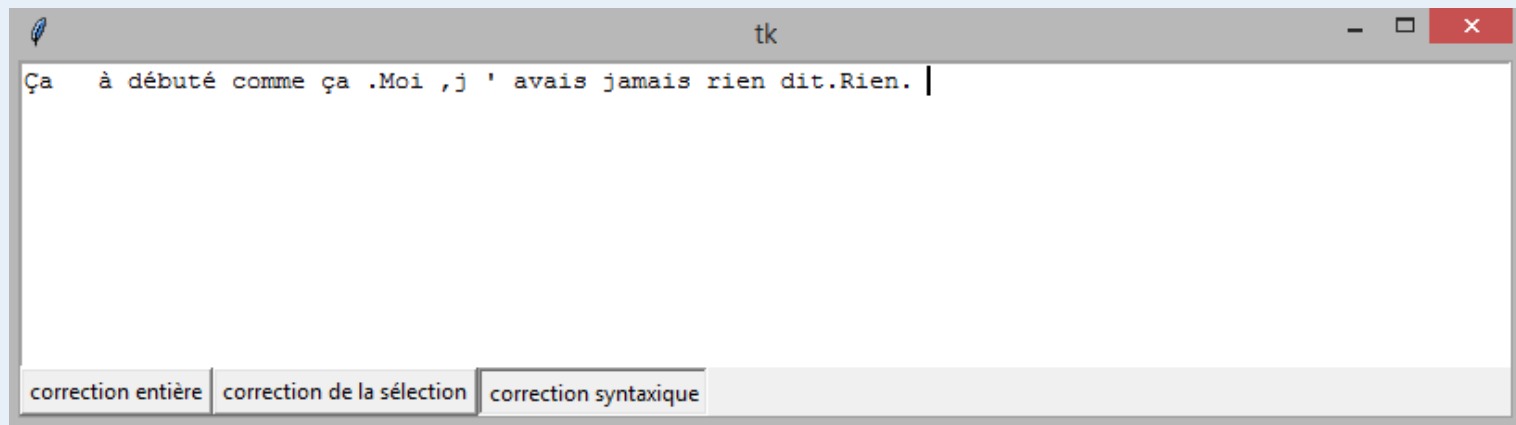 tk
Ça   à débuté comme ça .Moi ,j ' avais jamais rien dit.Rien.
correction entière correction de la sélection correction syntaxique